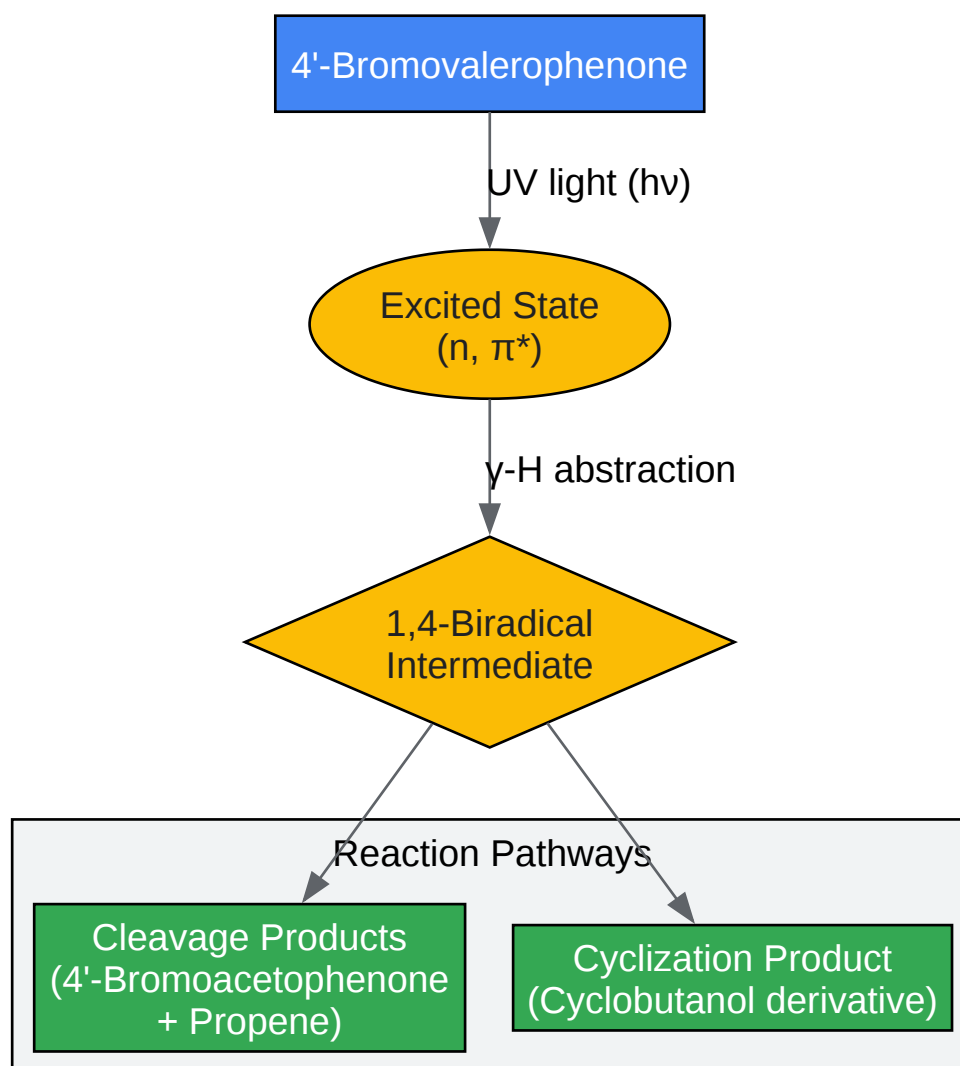 4'-Bromovalerophenone
UV light (hν)
Excited State
(n, π*)
γ-H abstraction
1,4-Biradical
Intermediate
Reaction Pathways
Cleavage Products
(4'-Bromoacetophenone
+ Propene)
Cyclization Product
(Cyclobutanol derivative)